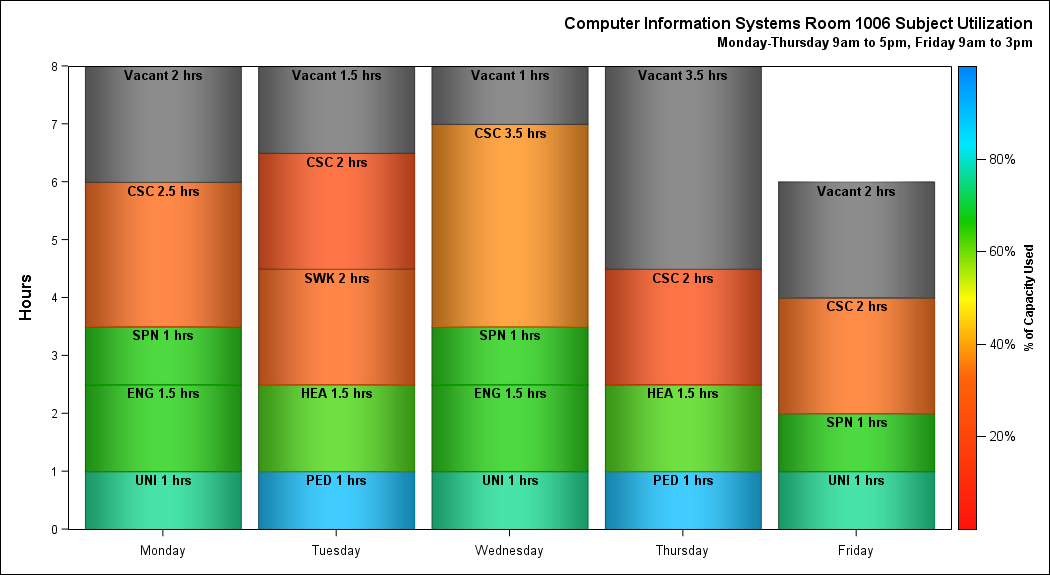 Computer Information Systems Room 1006 Subject Utilization
Monday-Thursday 9am to 5pm, Friday 9am to 3pm
8
7
6
5
4
3
2
1
0
Hours
Vacant 2 hrs
CSC 2.5 hrs
SPN 1 hrs
ENG 1.5 hrs
UNI 1 hrs
Vacant 1.5 hrs
CSC 2 hrs
SWK 2 hrs
HEA 1.5 hrs
PED 1 hrs
Vacant 1 hrs
CSC 3.5 hrs
SPN 1 hrs
ENG 1.5 hrs
UNI 1 hrs
Vacant 3.5 hrs
CSC 2 hrs
HEA 1.5 hrs
PED 1 hrs
Vacant 2 hrs
CSC 2 hrs
SPN 1 hrs
UNI 1 hrs
Monday
Tuesday
Wednesday
Thursday
Friday
80%
60%
40%
20%
% of Capacity Used